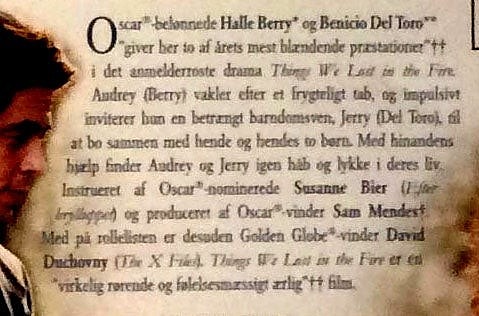 Oscar®-belønnede Halle Berry* og Benicio Del Toro**
"giver her to af årets mest blændende præstationer"††
i det anmelderroste drama Things We Lost in the Fire.
Audrey (Berry) vakler efter et frygteligt tab, og impulsivt
inviterer hun en betrængt barndomsven, Jerry (Del Toro), til
at bo sammen med hende og hendes to børn. Med hinandens
hjælp finder Audrey og Jerry igen håb og lykke i deres liv.
Instrueret af Oscar®-nominerede Susanne Bier (Efter
brylluppet) og produceret af Oscar®-vinder Sam Mendes†.
Med på rollelisten er desuden Golden Globe®-vinder David
Duchovny (The X Files). Things We Lost in the Fire er en
"virkelig rørende og følelsesmæssigt ærlig"†† film.